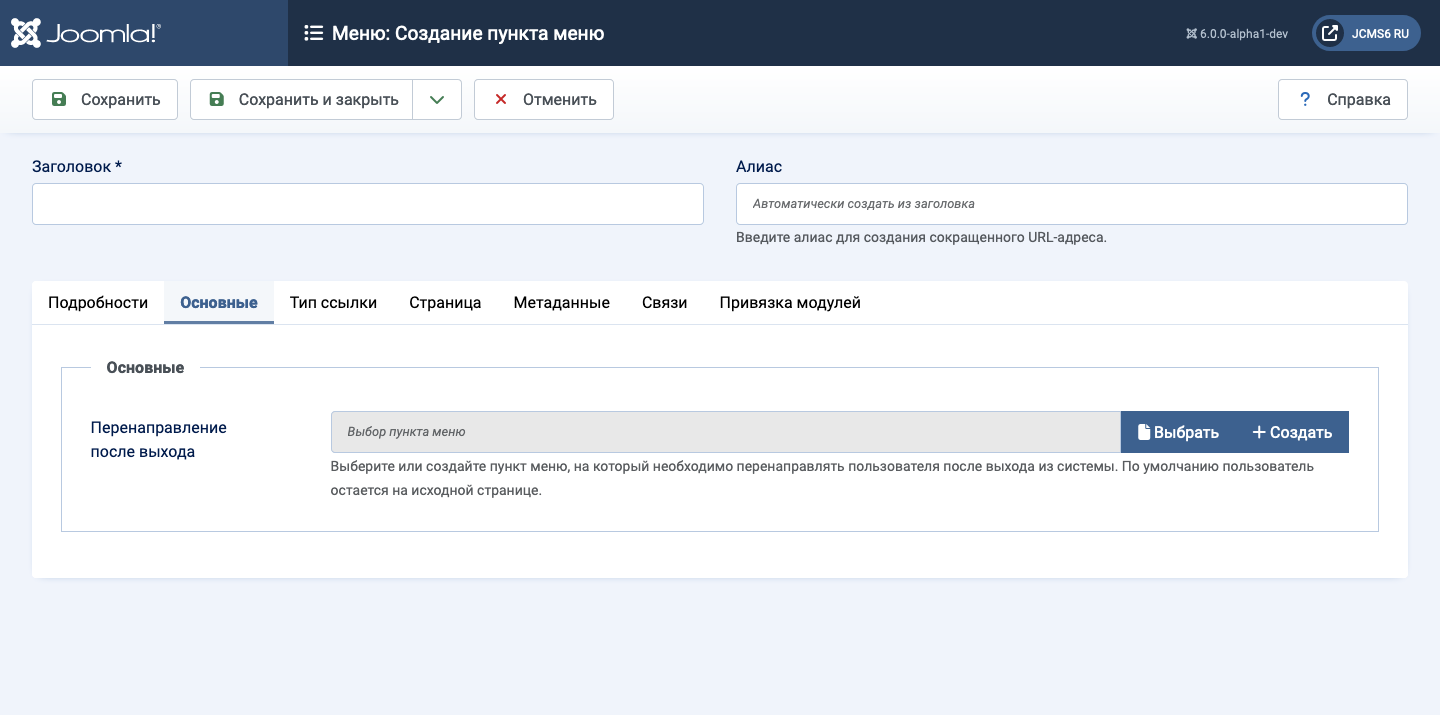 Joomla!®
Меню: Создание пункта меню
6.0.0-alpha1-dev
JCMS6 RU
Сохранить
Сохранить и закрыть
Отменить
? Справка
Заголовок *
Алиас
Автоматически создать из заголовка
Введите алиас для создания сокращенного URL-адреса.
Подробности Основные Тип ссылки Страница Метаданные Связи Привязка модулей
Основные
Перенаправление
после выхода
Выбор пункта меню
Выбрать
+ Создать
Выберите или создайте пункт меню, на который необходимо перенаправлять пользователя после выхода из системы. По умолчанию пользователь
остается на исходной странице.